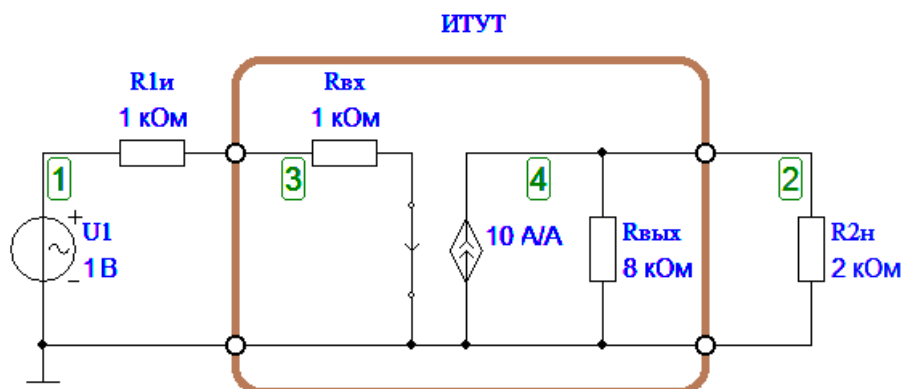 ИТУТ
R1и
1 кОм
Rвх
1 кОм
1
3
4
2
U1
1 В
10 А/А
Rвых
8 кОм
R2н
2 кОм